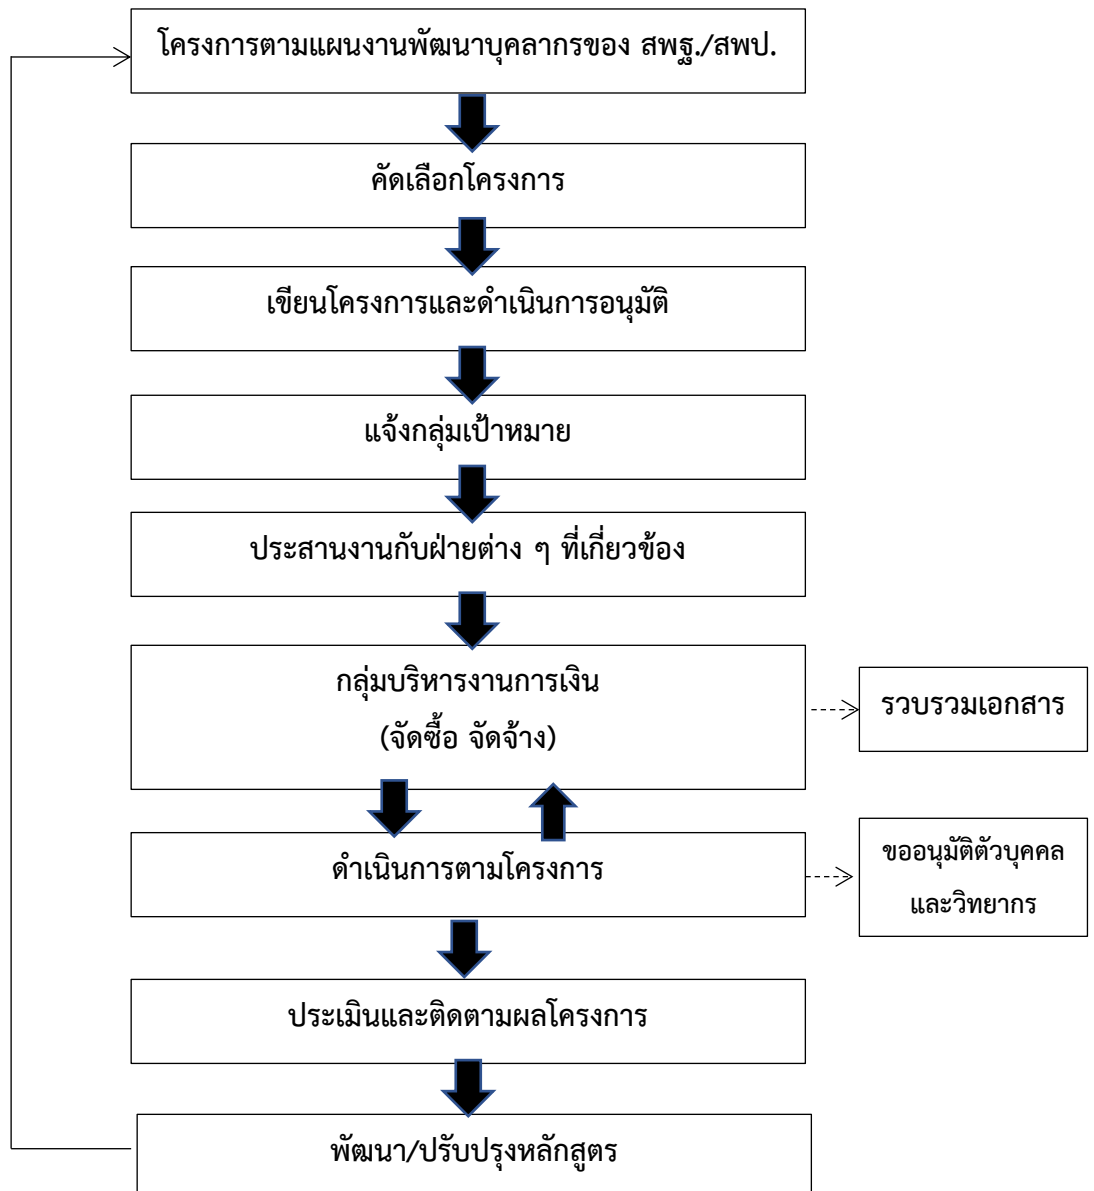 โครงการตามแผนงานพัฒนาบุคลากรของ สพฐ./สพป.
คัดเลือกโครงการ
เขียนโครงการและดำเนินการอนุมัติ
แจ้งกลุ่มเป้าหมาย
ประสานงานกับฝ่ายต่าง ๆ ที่เกี่ยวข้อง
กลุ่มบริหารงานการเงิน
(จัดซื้อ จัดจ้าง)
รวบรวมเอกสาร
ดำเนินการตามโครงการ
ขออนุมัติตัวบุคคล
และวิทยากร
ประเมินและติดตามผลโครงการ
พัฒนา/ปรับปรุงหลักสูตร